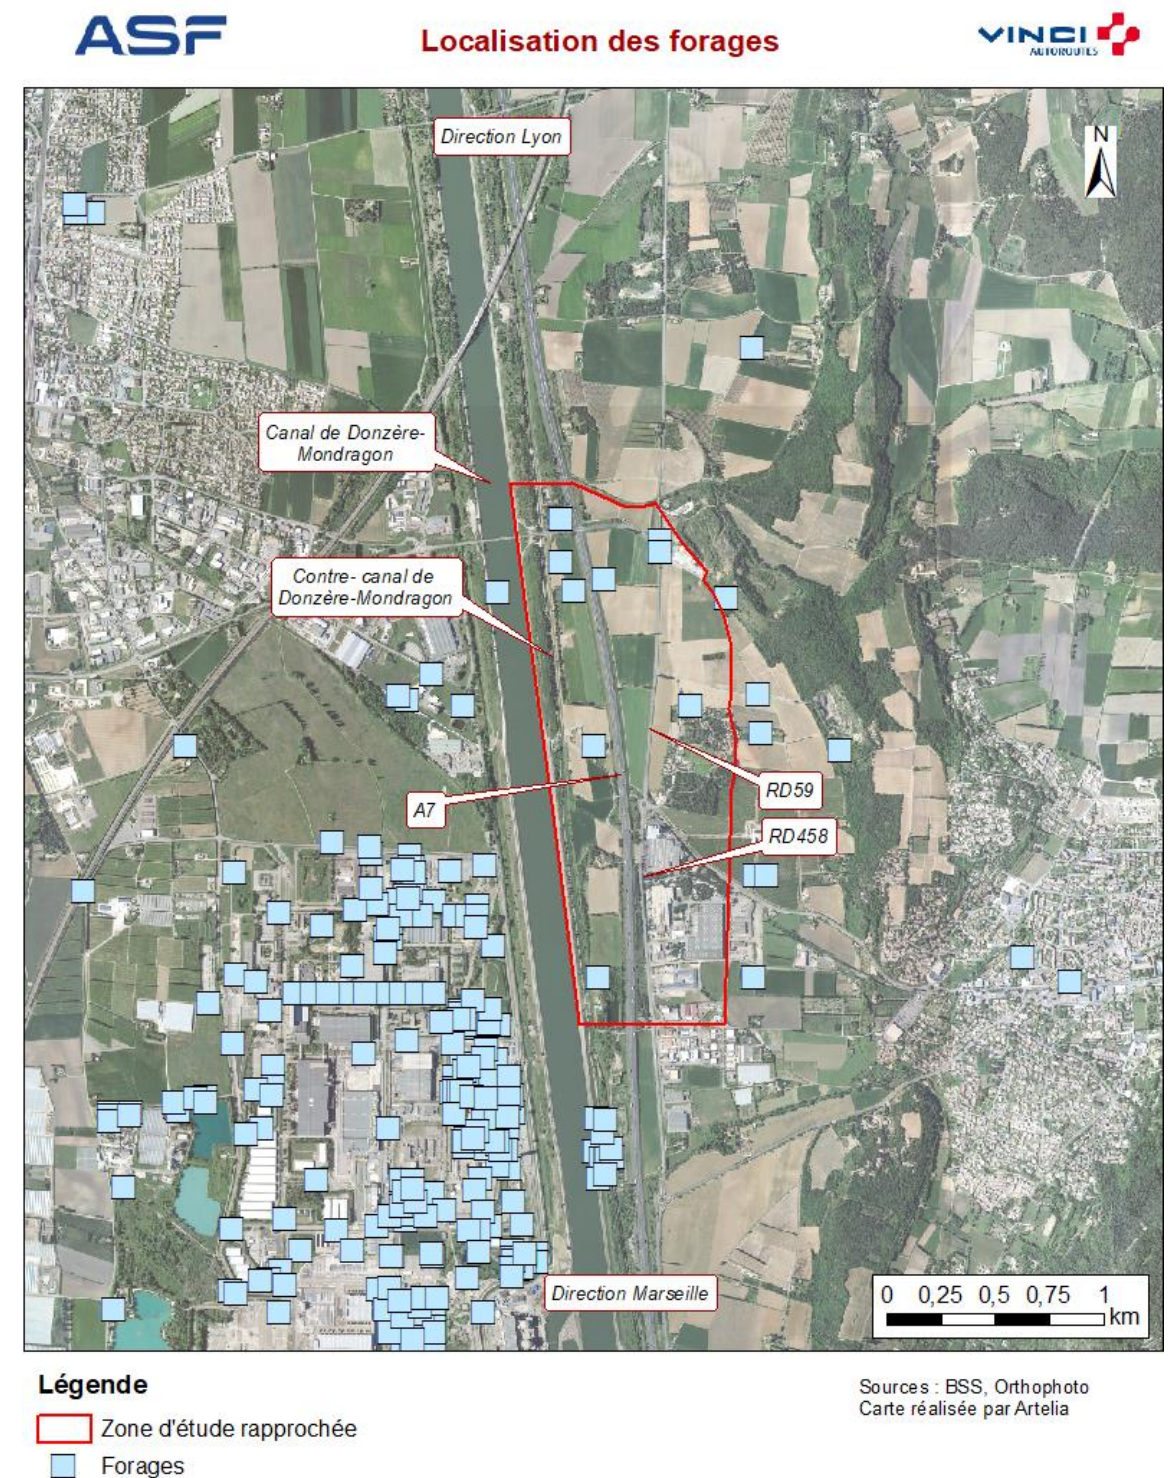 ASF
Localisation des forages
VINCI
AUTOROUTES
Direction Lyon
N
Canal de Donzère-
Mondragon
Contre- canal de
Donzère-Mondragon
RD59
A7
RD458
Direction Marseille
0 0,25 0,5 0,75 1
km
Légende
Zone d'étude rapprochée
Forages
Sources : BSS, Orthophoto
Carte réalisée par Artelia